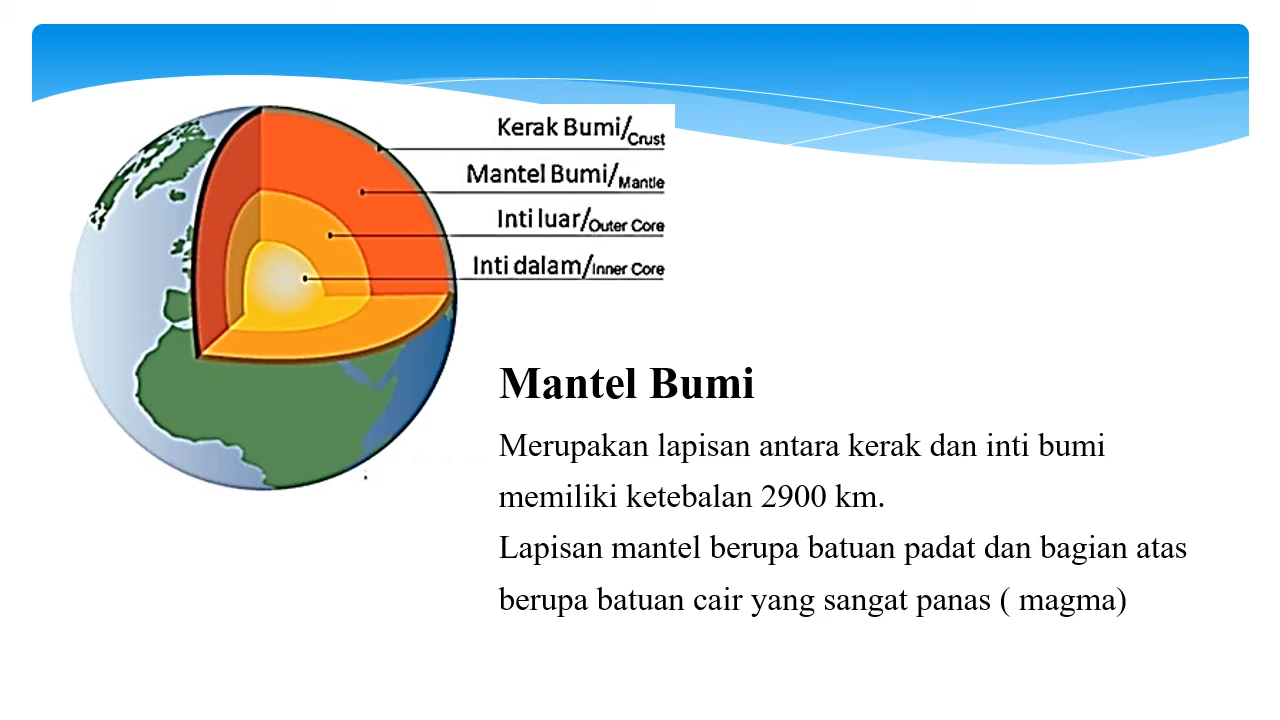 Kerak Bumi/Crust
Mantel Bumi/Mantle
Inti luar/Outer Core
Inti dalam/Inner Core
Mantel Bumi
Merupakan lapisan antara kerak dan inti bumi
memiliki ketebalan 2900 km.
Lapisan mantel berupa batuan padat dan bagian atas
berupa batuan cair yang sangat panas ( magma)